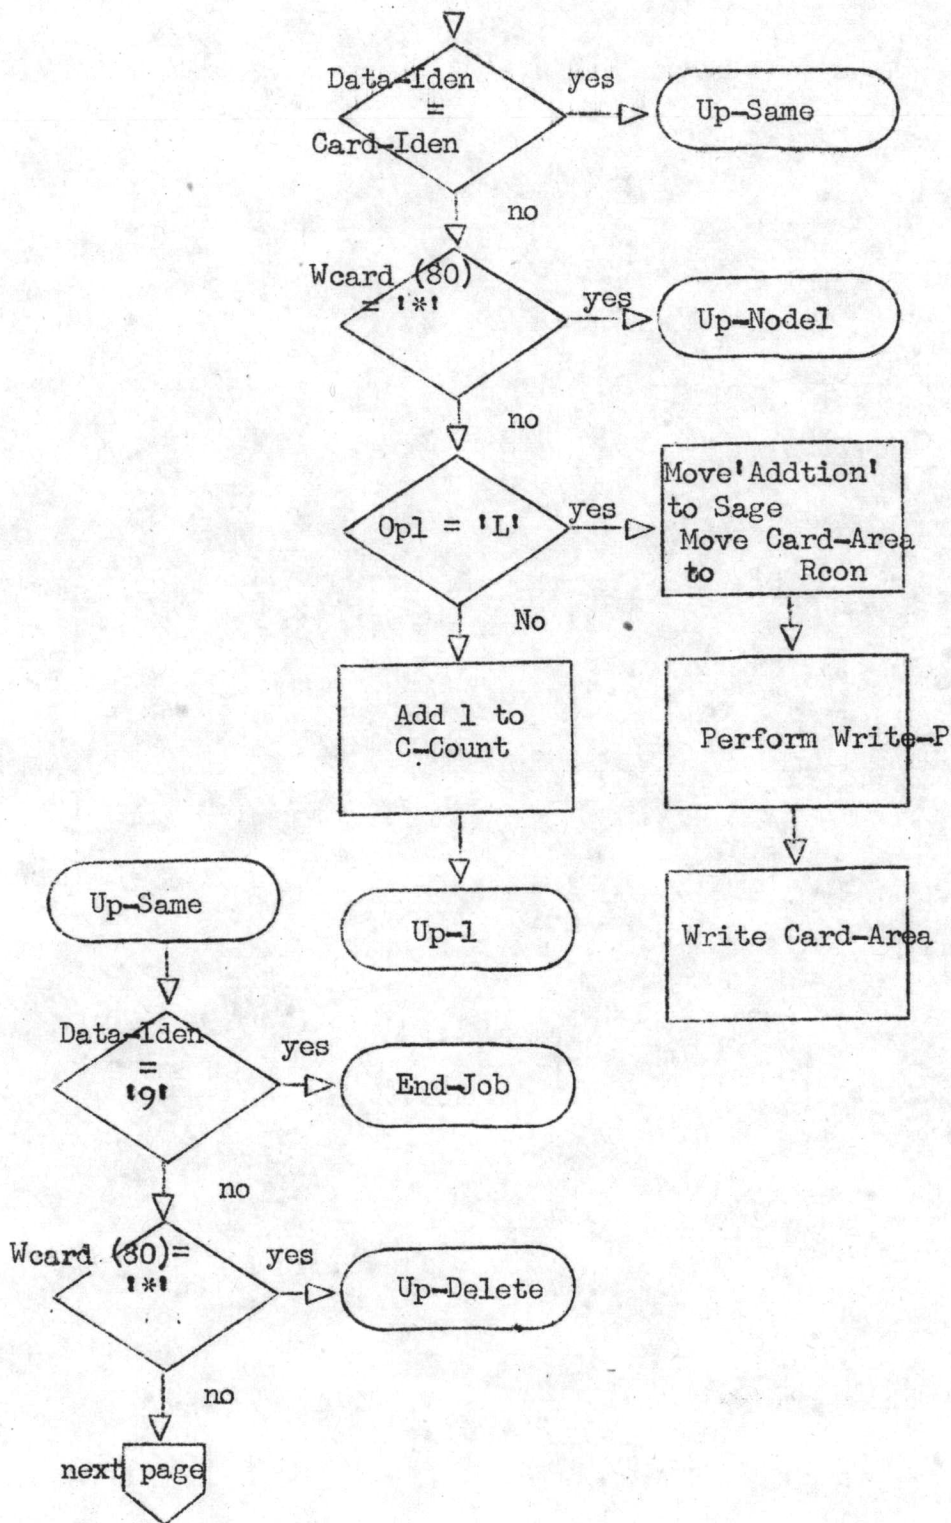 Data-Iden
=
Card-Iden
yes
Up-Same
no
Wcard (80)
= '*'
yes
Up-Nodel
no
Opl = 'L'
yes
Move'Addtion'
to Sage
Move Card-Area
to Rcon
No
Add 1 to
C-Count
Perform Write-P
Up-1
Write Card-Area
Up-Same
Data-Iden
=
'9'
yes
End-Job
no
Wcard (80)=
'*'
yes
Up-Delete
no
next page